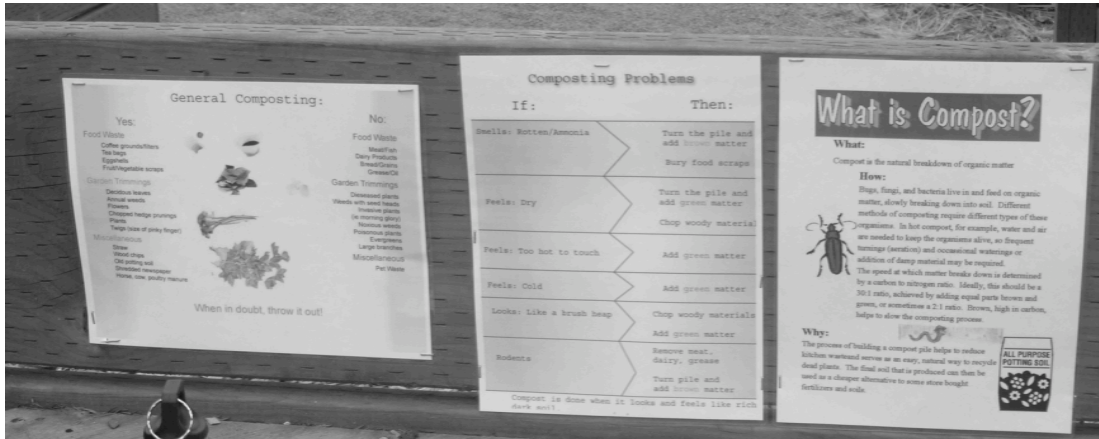 General Composting:
Yes:
Food Waste
Coffee grounds/filters
Tea bags
Eggshells
Fruit/Vegetable scraps
Garden Trimmings
Deciduous leaves
Annual weeds
Flowers
Chopped hedge prunings
Plants
Twigs (size of pinky finger)
Miscellaneous
Straw
Wood chips
Old potting soil
Shredded newspaper
Horse, cow, poultry manure
No:
Food Waste
Meat/Fish
Dairy Products
Bread/Grains
Grease/Oil
Garden Trimmings
Diseased plants
Weeds with seed heads
Invasive plants
(ie morning glory)
Noxious weeds
Poisonous plants
Evergreens
Large branches
Miscellaneous
Pet Waste
When in doubt, throw it out!
Composting Problems
If: Then:
Smells: Rotten/Ammonia
Turn the pile and
add brown matter
Bury food scraps
Feels: Dry
Turn the pile and
add green matter
Chop woody material
Feels: Too hot to touch
Add green matter
Feels: Cold
Add green matter
Looks: Like a brush heap
Chop woody materials
Add green matter
Rodents
Remove meat,
dairy, grease
Turn pile and
add brown matter
Compost is done when it looks and feels like rich
dark soil.
What is Compost?
What:
Compost is the natural breakdown of organic matter
How:
Bugs, fungi, and bacteria live in and feed on organic
matter, slowly breaking down into soil. Different
methods of composting require different types of these
organisms. In hot compost, for example, water and air
are needed to keep the organisms alive, so frequent
turnings (aeration) and occasional waterings or
addition of damp material may be required.
The speed at which matter breaks down is determined
by a carbon to nitrogen ratio. Ideally, this should be a
30:1 ratio, achieved by adding equal parts brown and
green, or sometimes a 2:1 ratio. Brown, high in carbon,
helps to slow the composting process.
Why:
The process of building a compost pile helps to reduce
kitchen wasteand serves as an easy, natural way to recycle
dead plants. The final soil that is produced can then be
used as a cheaper alternative to some store bought
fertilizers and soils.
ALL PURPOSE
POTTING SOIL